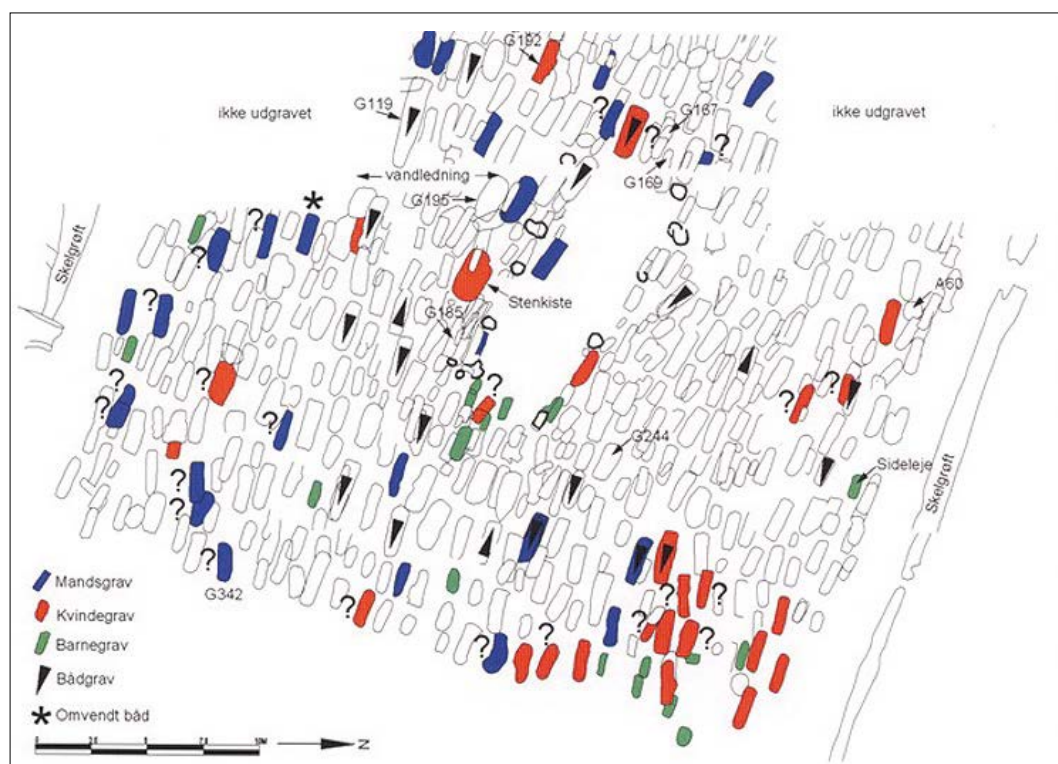 G192
G119
ikke udgravet
G167
ikke udgravet
?
?
?
G169
vandledning
G195
*
?
?
Skelgrøft
Stenkiste
A60
G185
?
?
?
?
?
?
?
?
G244
Sideleje
Skelgrøft
?
?
?
G342
Mandsgrav
Kvindegrav
Barnegrav
Bådgrav
* Omvendt båd
?
?
?
?
?
?
N